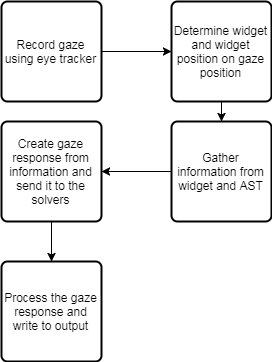 Record gaze
using eye tracker
Determine widget
and widget
position on gaze
position
Gather
information from
widget and AST
Create gaze
response from
information and
send it to the
solvers
Process the gaze
response and
write to output